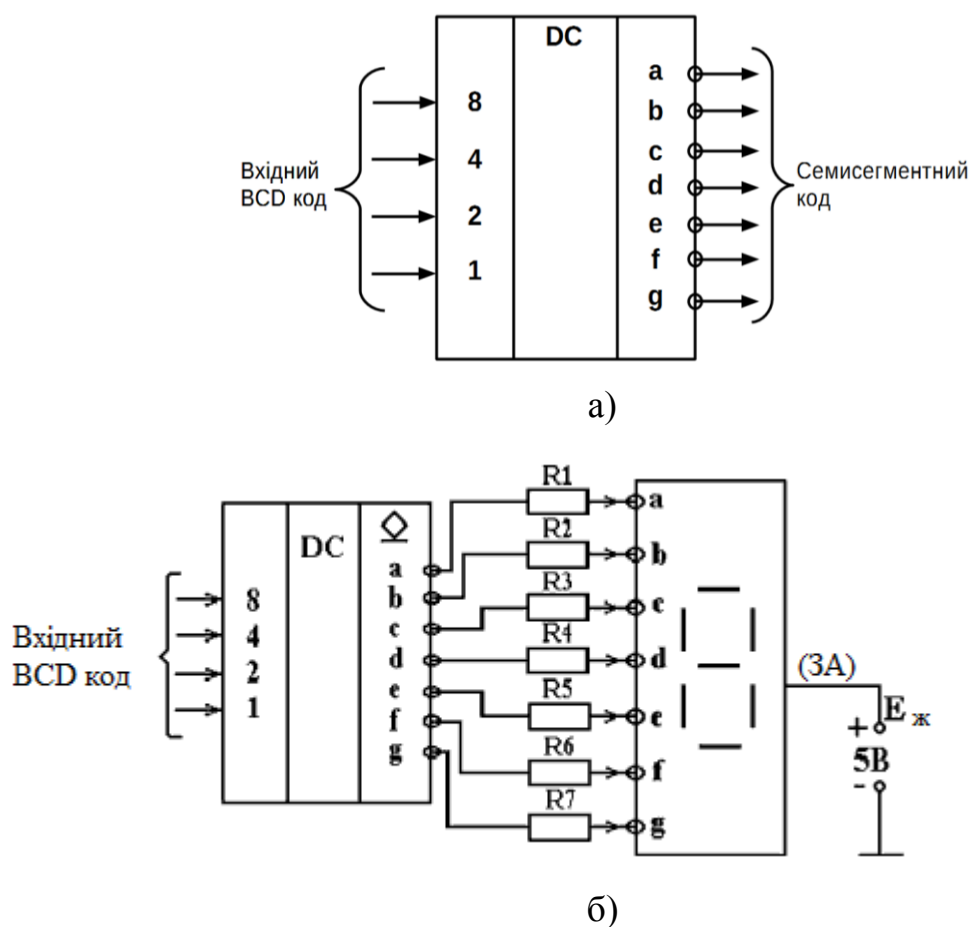 DC
a
b
c
d
e
f
g
8
4
2
1
Вхідний
BCD код
Семисегментний
код
а)
R1
R2
R3
R4
R5
R6
R7
DC
a
b
c
d
e
f
g
8
4
2
1
Вхідний
BCD код
a
b
e
d
e
f
g
(ЗА)
E ж
+
5В
-
б)